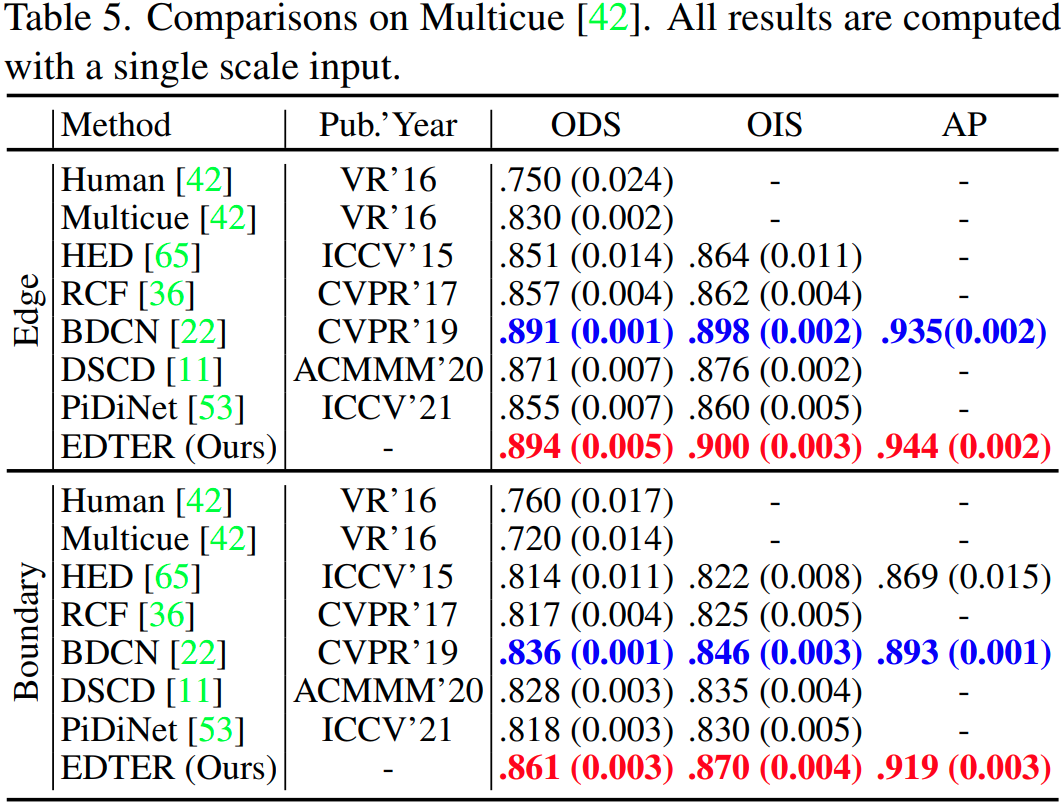 Table 5. Comparisons on Multicue [42]. All results are computed
with a single scale input.
Method Pub.’Year ODS OIS AP
Edge
Human [42] VR’16 .750 (0.024) - -
Multicue [42] VR’16 .830 (0.002) - -
HED [65] ICCV’15 .851 (0.014) .864 (0.011) -
RCF [36] CVPR’17 .857 (0.004) .862 (0.004) -
BDCN [22] CVPR’19 .891 (0.001) .898 (0.002) .935(0.002)
DSCD [11] ACMMM’20 .871 (0.007) .876 (0.002) -
PiDiNet [53] ICCV’21 .855 (0.007) .860 (0.005) -
EDTER (Ours) - .894 (0.005) .900 (0.003) .944 (0.002)
Boundary
Human [42] VR’16 .760 (0.017) - -
Multicue [42] VR’16 .720 (0.014) - -
HED [65] ICCV’15 .814 (0.011) .822 (0.008) .869 (0.015)
RCF [36] CVPR’17 .817 (0.004) .825 (0.005) -
BDCN [22] CVPR’19 .836 (0.001) .846 (0.003) .893 (0.001)
DSCD [11] ACMMM’20 .828 (0.003) .835 (0.004) -
PiDiNet [53] ICCV’21 .818 (0.003) .830 (0.005) -
EDTER (Ours) - .861 (0.003) .870 (0.004) .919 (0.003)